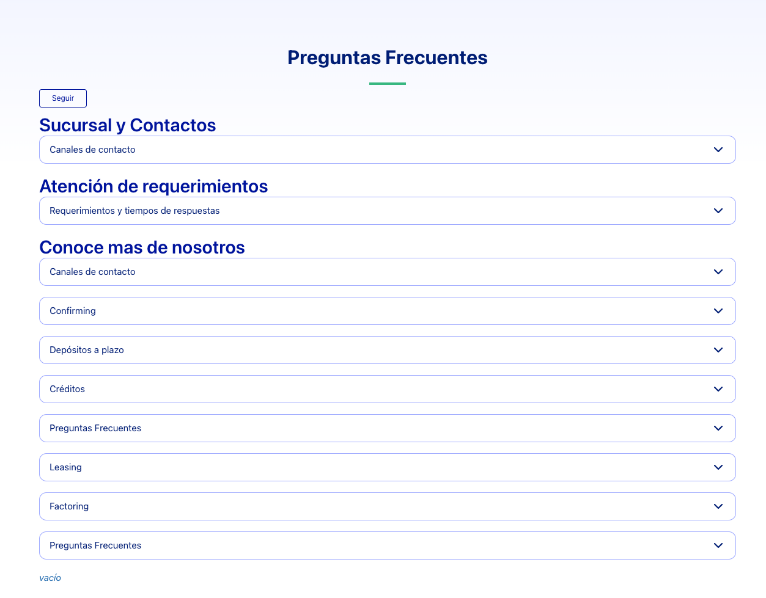 Preguntas Frecuentes
Seguir
Sucursal y Contactos
Canales de contacto
Atención de requerimientos
Requerimientos y tiempos de respuestas
Conoce mas de nosotros
Canales de contacto
Confirming
Depósitos a plazo
Créditos
Preguntas Frecuentes
Leasing
Factoring
Preguntas Frecuentes
vacío